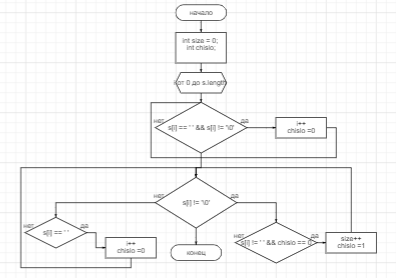 начало
int size = 0;
int chislo;
i от 0 до s.length
нет
да
s[i] == ' ' && s[i] != '\0'
i++
chislo =0
нет
да
s[i] != '\0'
нет
да
s[i] == ' '
i++
chislo =0
конец
нет
да
s[i] != ' ' && chislo == 0
size++
chislo =1